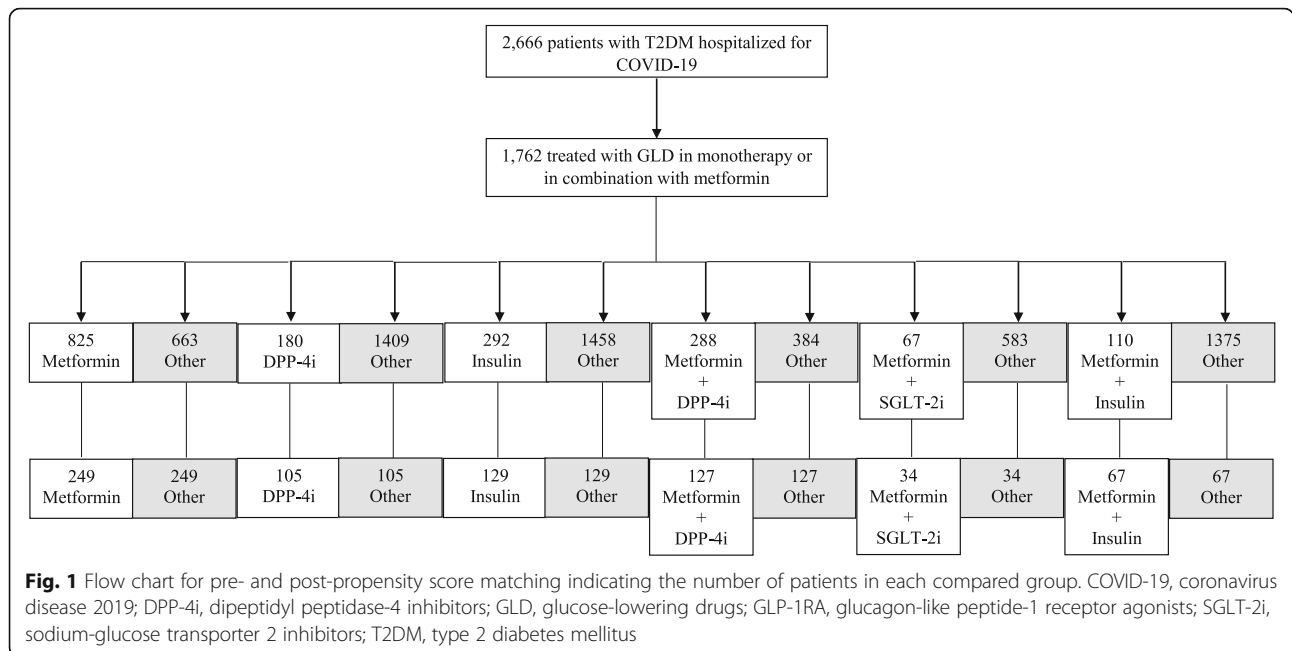 2,666 patients with T2DM hospitalized for
COVID-19
1,762 treated with GLD in monotherapy or
in combination with metformin
825
Metformin
663
Other
180
DPP-4i
1409
Other
292
Insulin
1458
Other
288
Metformin
+
DPP-4i
384
Other
67
Metformin
+
SGLT-2i
583
Other
110
Metformin
+
Insulin
1375
Other
249
Metformin
249
Other
105
DPP-4i
105
Other
129
Insulin
129
Other
127
Metformin
+
DPP-4i
127
Other
34
Metformin
+
SGLT-2i
34
Other
67
Metformin
+
Insulin
67
Other
Fig. 1 Flow chart for pre- and post-propensity score matching indicating the number of patients in each compared group. COVID-19, coronavirus
disease 2019; DPP-4i, dipeptidyl peptidase-4 inhibitors; GLD, glucose-lowering drugs; GLP-1RA, glucagon-like peptide-1 receptor agonists; SGLT-2i,
sodium-glucose transporter 2 inhibitors; T2DM, type 2 diabetes mellitus